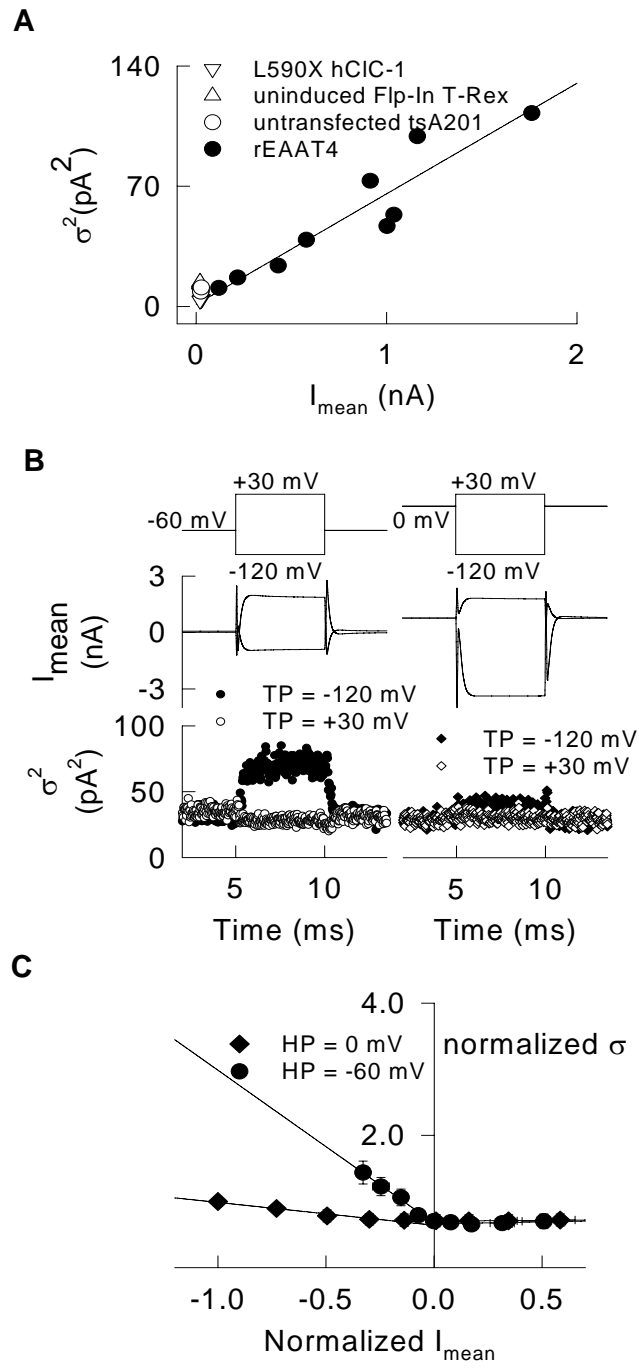 A
140
70
0
σ² (pA²)
L590X hClC-1
uninduced Flp-In T-Rex
untransfected tsA201
rEAAT4
0 1 2
I_mean (nA)
B
+30 mV +30 mV
-60 mV 0 mV
-120 mV -120 mV
3
0
-3
I_mean
(nA)
TP = -120 mV
TP = +30 mV
TP = -120 mV
TP = +30 mV
100
50
0
σ²
(pA²)
5 10 5 10
Time (ms) Time (ms)
C
4.0
HP = 0 mV
HP = -60 mV
normalized σ
2.0
-1.0 -0.5 0.0 0.5
Normalized I_mean